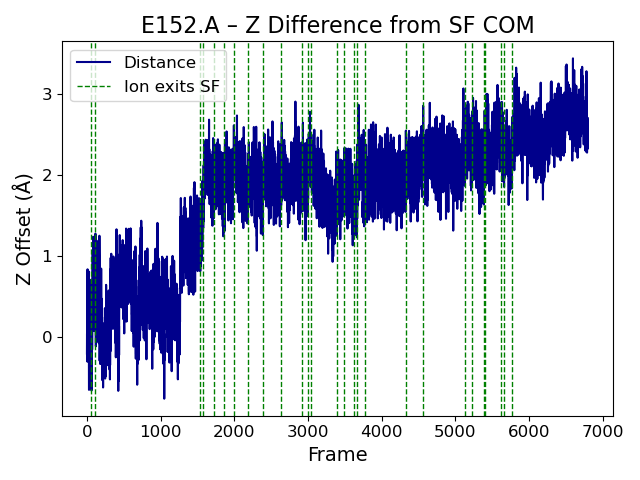 E152.A – Z Difference from SF COM
Distance
Ion exits SF
Z Offset (Å)
3
2
1
0
0 1000 2000 3000 4000 5000 6000 7000
Frame